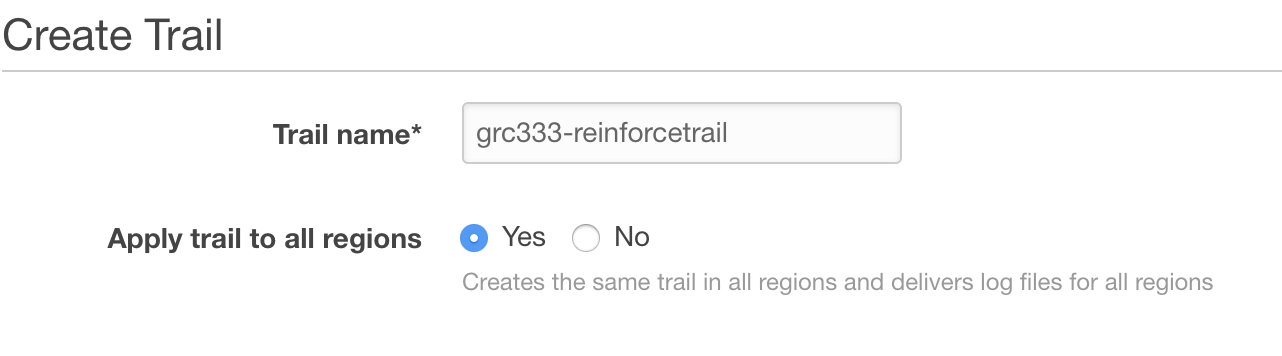 Create Trail
Trail name* grc333-reinforcetrail
Apply trail to all regions Yes No
Creates the same trail in all regions and delivers log files for all regions